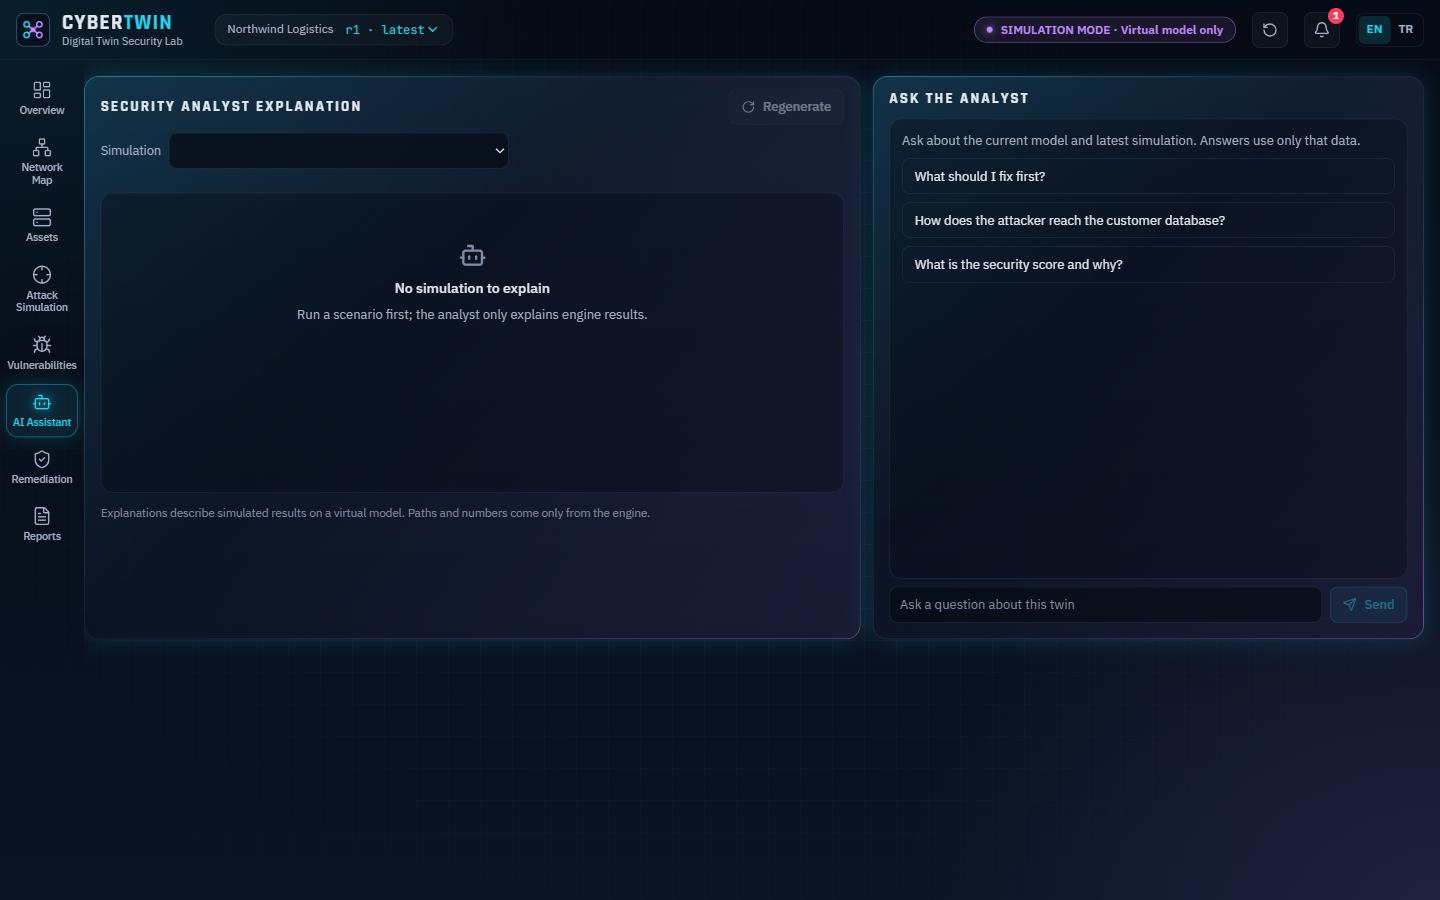 CYBERTWIN
Digital Twin Security Lab
Northwind Logistics r1 · latest
SIMULATION MODE · Virtual model only
1
EN TR
Overview
Network
Map
Assets
Attack
Simulation
Vulnerabilities
AI Assistant
Remediation
Reports
SECURITY ANALYST EXPLANATION
Regenerate
Simulation
No simulation to explain
Run a scenario first; the analyst only explains engine results.
Explanations describe simulated results on a virtual model. Paths and numbers come only from the engine.
ASK THE ANALYST
Ask about the current model and latest simulation. Answers use only that data.
What should I fix first?
How does the attacker reach the customer database?
What is the security score and why?
Ask a question about this twin
Send